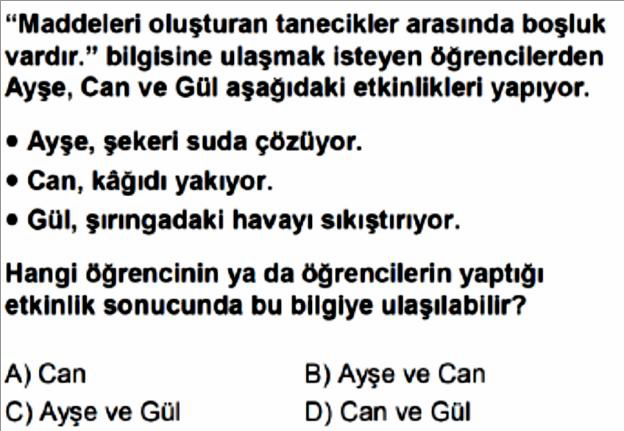 “Maddeleri oluşturan tanecikler arasında boşluk
vardır.” bilgisine ulaşmak isteyen öğrencilerden
Ayşe, Can ve Gül aşağıdaki etkinlikleri yapıyor.
• Ayşe, şekeri suda çözüyor.
• Can, kâğıdı yakıyor.
• Gül, şırıngadaki havayı sıkıştırıyor.
Hangi öğrencinin ya da öğrencilerin yaptığı
etkinlik sonucunda bu bilgiye ulaşılabilir?
A) Can B) Ayşe ve Can
C) Ayşe ve Gül D) Can ve Gül